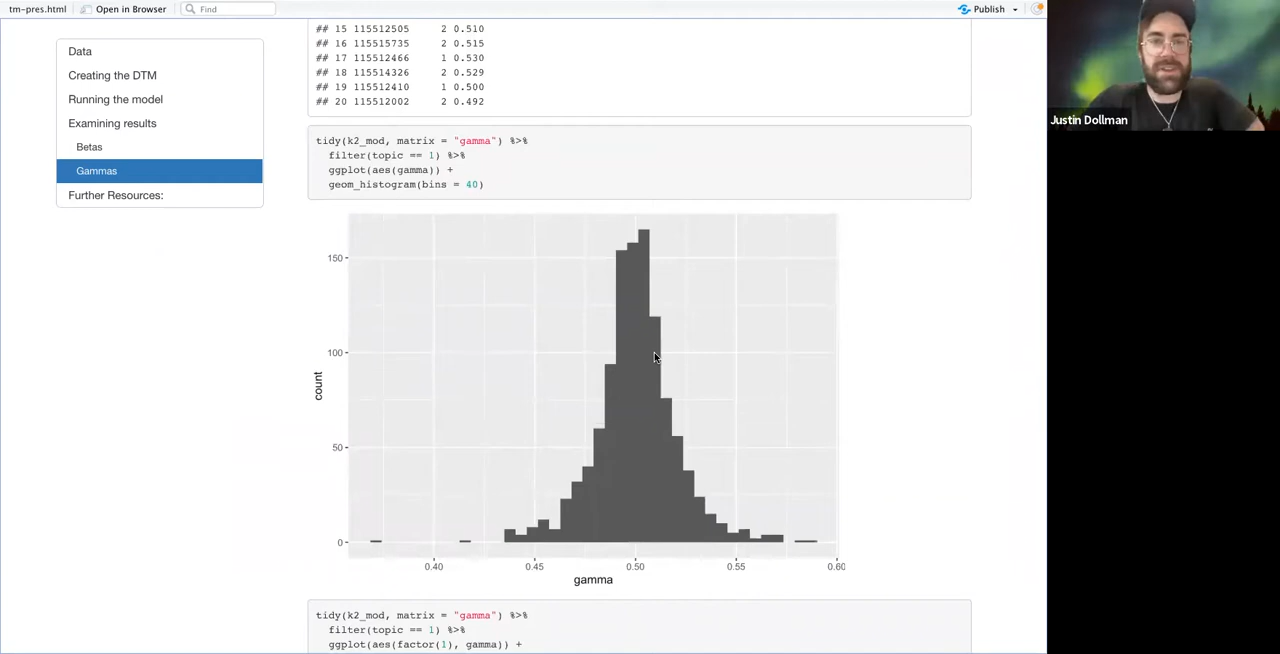 tm-pres.html
Open in Browser
Find
Publish
Data
Creating the DTM
Running the model
Examining results
Betas
Gammas
Further Resources:
## 15 115512505     2 0.510
## 16 115515735     2 0.515
## 17 115512466     1 0.530
## 18 115514326     2 0.529
## 19 115512410     1 0.500
## 20 115512002     2 0.492
tidy(k2_mod, matrix = "gamma") %>%
  filter(topic == 1) %>%
  ggplot(aes(gamma)) +
  geom_histogram(bins = 40)
150
100
50
0
count
0.40 0.45 0.50 0.55 0.60
gamma
tidy(k2_mod, matrix = "gamma") %>%
  filter(topic == 1) %>%
  ggplot(aes(factor(1), gamma)) +
Justin Dollman